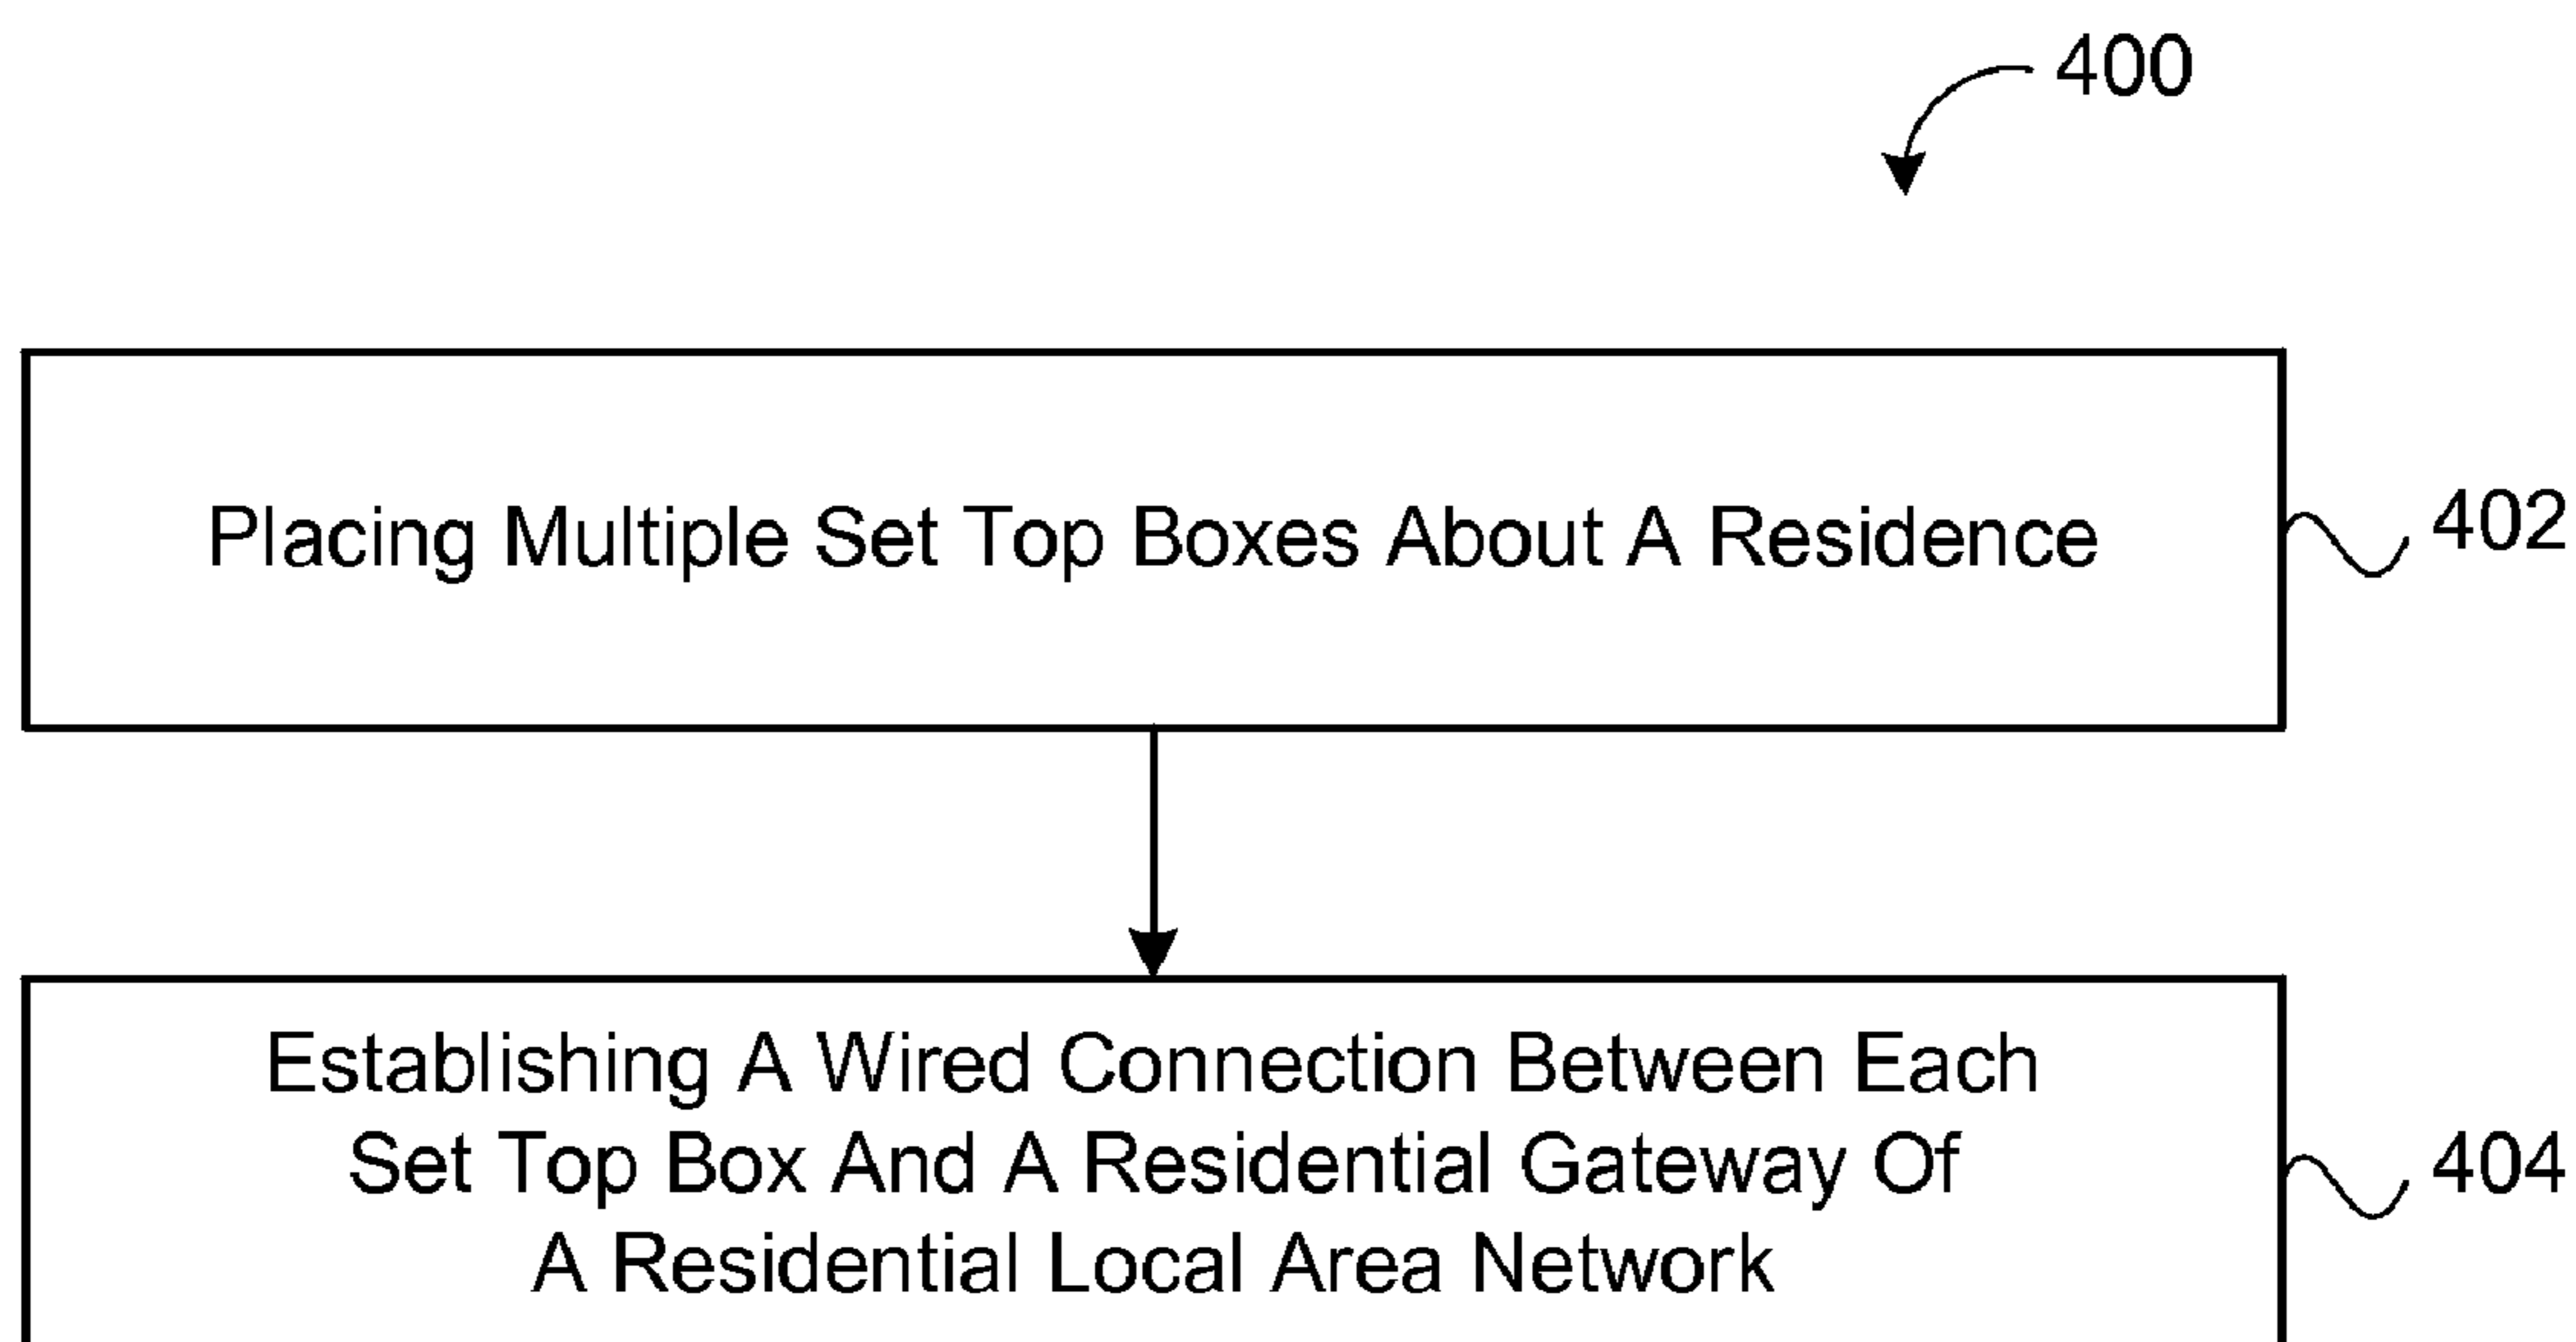 400
Placing Multiple Set Top Boxes About A Residence
402
Establishing A Wired Connection Between Each
Set Top Box And A Residential Gateway Of
A Residential Local Area Network
404